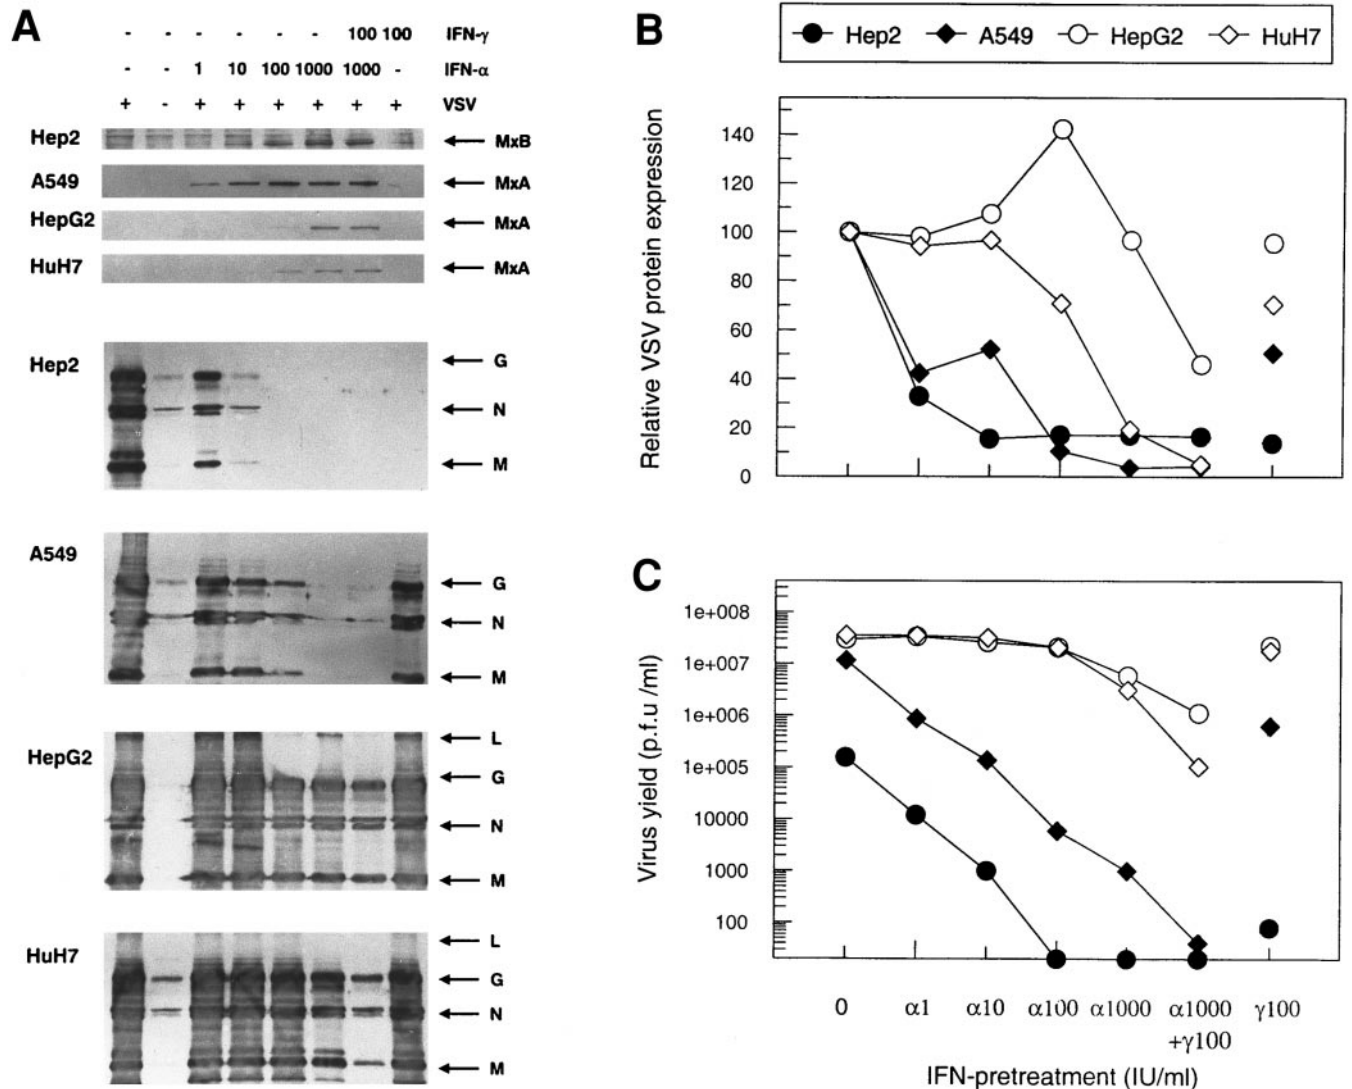 A
- - - - - - 100 100 IFN-γ
- - 1 10 100 1000 1000 - IFN-α
+ - + + + + + + VSV
Hep2 MxB
A549 MxA
HepG2 MxA
HuH7 MxA
Hep2
G
N
M
A549
G
N
M
HepG2
L
G
N
M
HuH7
L
G
N
M
B
Hep2 A549 HepG2 HuH7
Relative VSV protein expression
140
120
100
80
60
40
20
0
C
Virus yield (p.f.u /ml)
1e+008
1e+007
1e+006
1e+005
10000
1000
100
0 α1 α10 α100 α1000 α1000 γ100
+γ100
IFN-pretreatment (IU/ml)